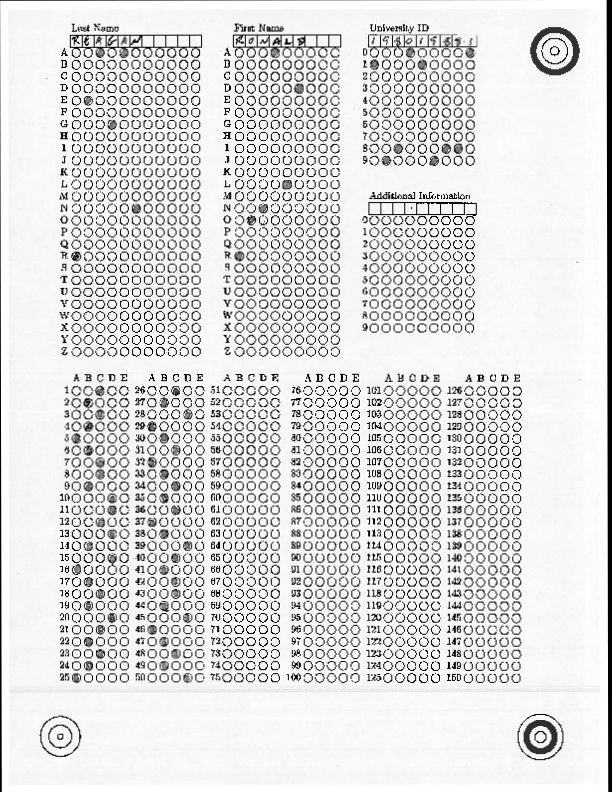 Last Name First Name University ID
REAGAN RONALD
A A 0
B B 1
C C 2
D D 3
E E 4
F F 5
G G 6
H H 7
I I 8
J J 9
K K
L L
M M Additional Information
N N
O O 0
P P 1
Q Q 2
R R 3
S S 4
T T 5
U U 6
V V 7
W W 8
X X 9
Y Y
Z Z
A B C D E A B C D E A B C D E A B C D E A B C D E A B C D E
1 26 51 76 101 126
2 27 52 77 102 127
3 28 53 78 103 128
4 29 54 79 104 129
5 30 55 80 105 130
6 31 56 81 106 131
7 32 57 82 107 132
8 33 58 83 108 133
9 34 59 84 109 134
10 35 60 85 110 135
11 36 61 86 111 136
12 37 62 87 112 137
13 38 63 88 113 138
14 39 64 89 114 139
15 40 65 90 115 140
16 41 66 91 116 141
17 42 67 92 117 142
18 43 68 93 118 143
19 44 69 94 119 144
20 45 70 95 120 145
21 46 71 96 121 146
22 47 72 97 122 147
23 48 73 98 123 148
24 49 74 99 124 149
25 50 75 100 125 150